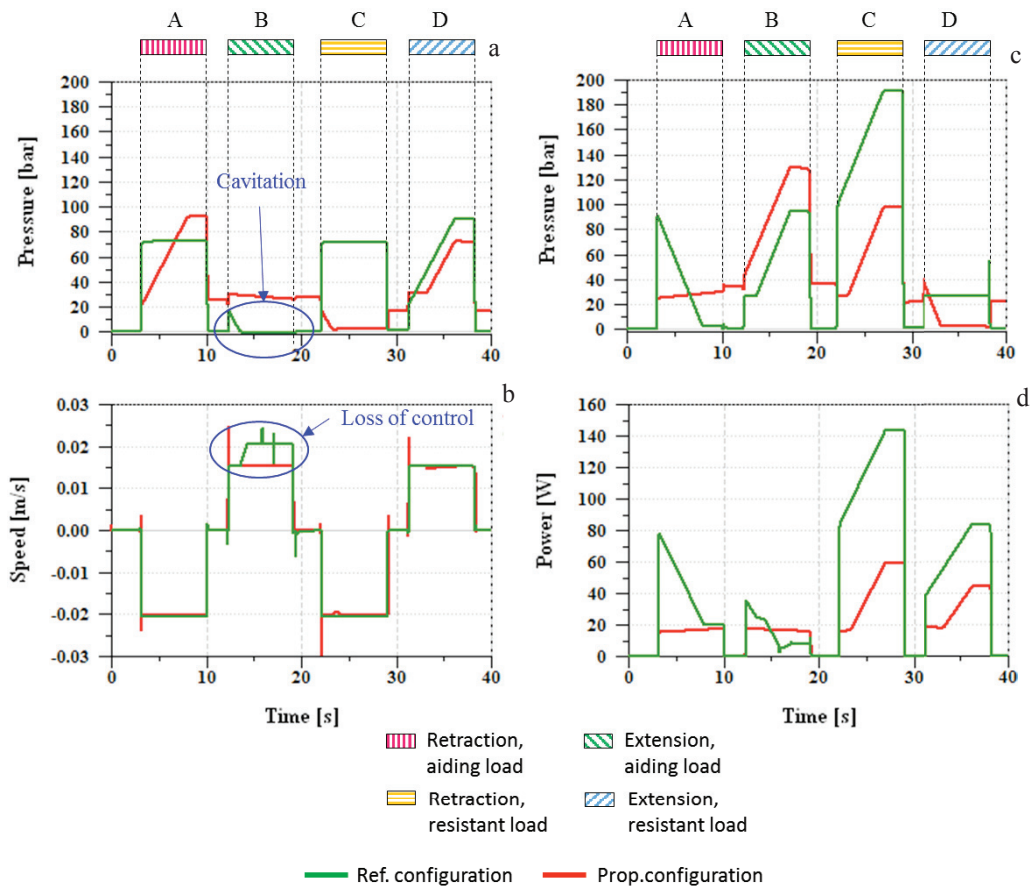 A B C D
a
Pressure [bar]
200
180
160
140
120
100
80
60
40
20
0
Cavitation
0 10 20 30 40
A B C D
c
Pressure [bar]
200
180
160
140
120
100
80
60
40
20
0
0 10 20 30 40
b
Speed [m/s]
0.03
0.02
0.01
0.00
-0.01
-0.02
-0.03
Loss of control
0 10 20 30 40
Time [s]
d
Power [W]
160
140
120
100
80
60
40
20
0
0 10 20 30 40
Time [s]
Retraction,
aiding load
Extension,
aiding load
Retraction,
resistant load
Extension,
resistant load
Ref. configuration
Prop.configuration